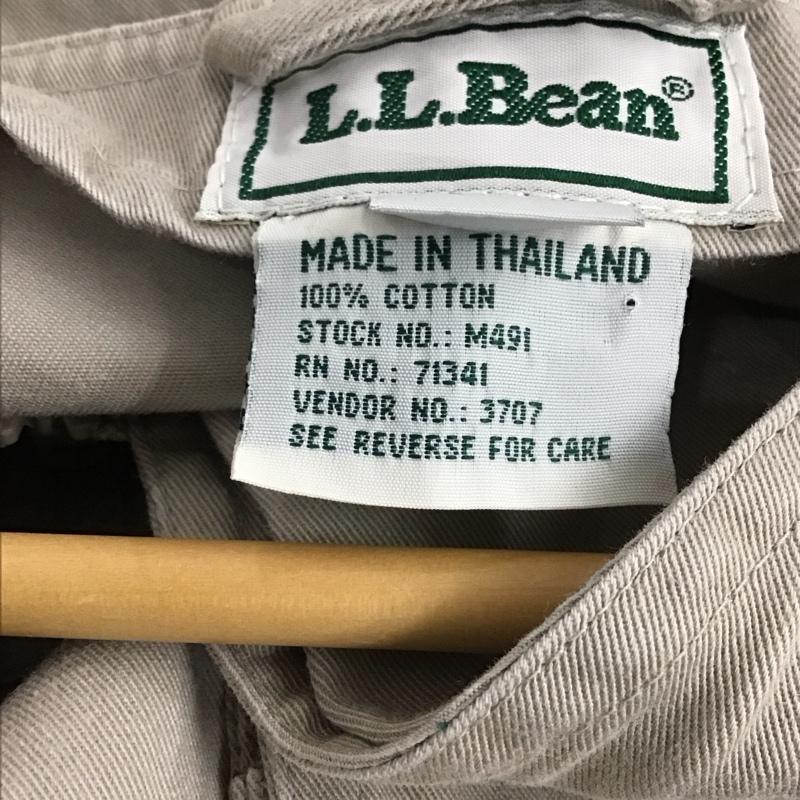 L.L.Bean®
MADE IN THAILAND
100% COTTON
STOCK NO.: M491
RN NO.: 71341
VENDOR NO.: 3707
SEE REVERSE FOR CARE